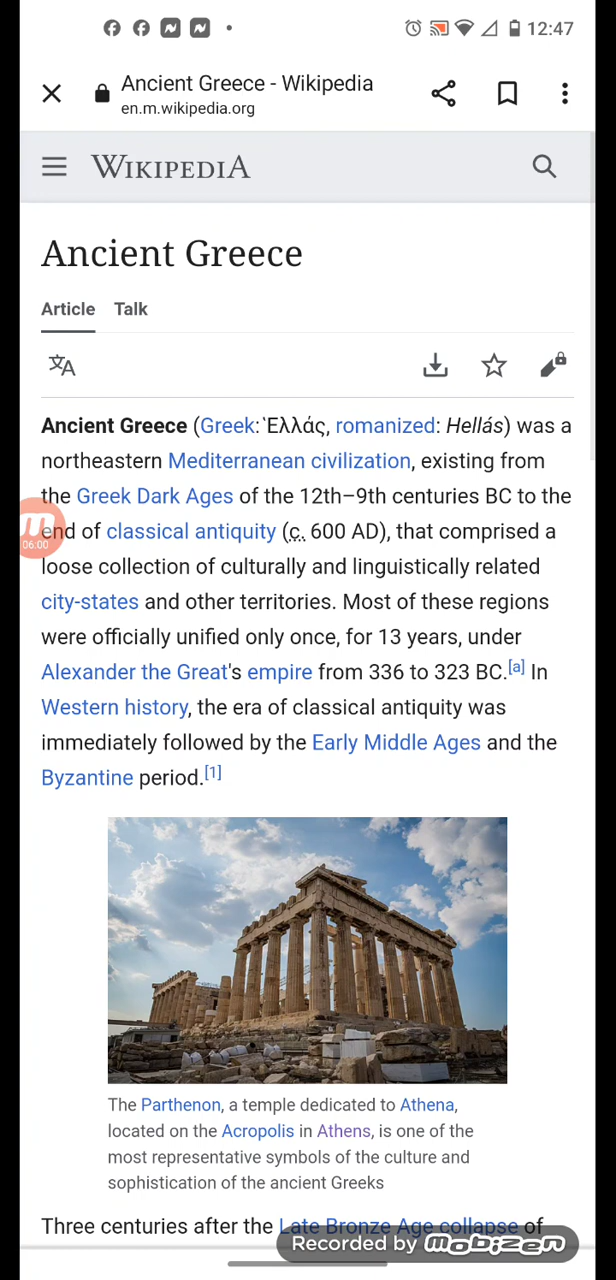 12:47
Ancient Greece - Wikipedia
en.m.wikipedia.org
WIKIPEDIA
Ancient Greece
Article Talk
Ancient Greece (Greek: Ἑλλάς, romanized: Hellás) was a
northeastern Mediterranean civilization, existing from
the Greek Dark Ages of the 12th–9th centuries BC to the
end of classical antiquity (c. 600 AD), that comprised a
06:00
loose collection of culturally and linguistically related
city-states and other territories. Most of these regions
were officially unified only once, for 13 years, under
Alexander the Great's empire from 336 to 323 BC.[a] In
Western history, the era of classical antiquity was
immediately followed by the Early Middle Ages and the
Byzantine period.[1]
The Parthenon, a temple dedicated to Athena,
located on the Acropolis in Athens, is one of the
most representative symbols of the culture and
sophistication of the ancient Greeks
Three centuries after the Late Bronze Age collapse of
Recorded by mobizen